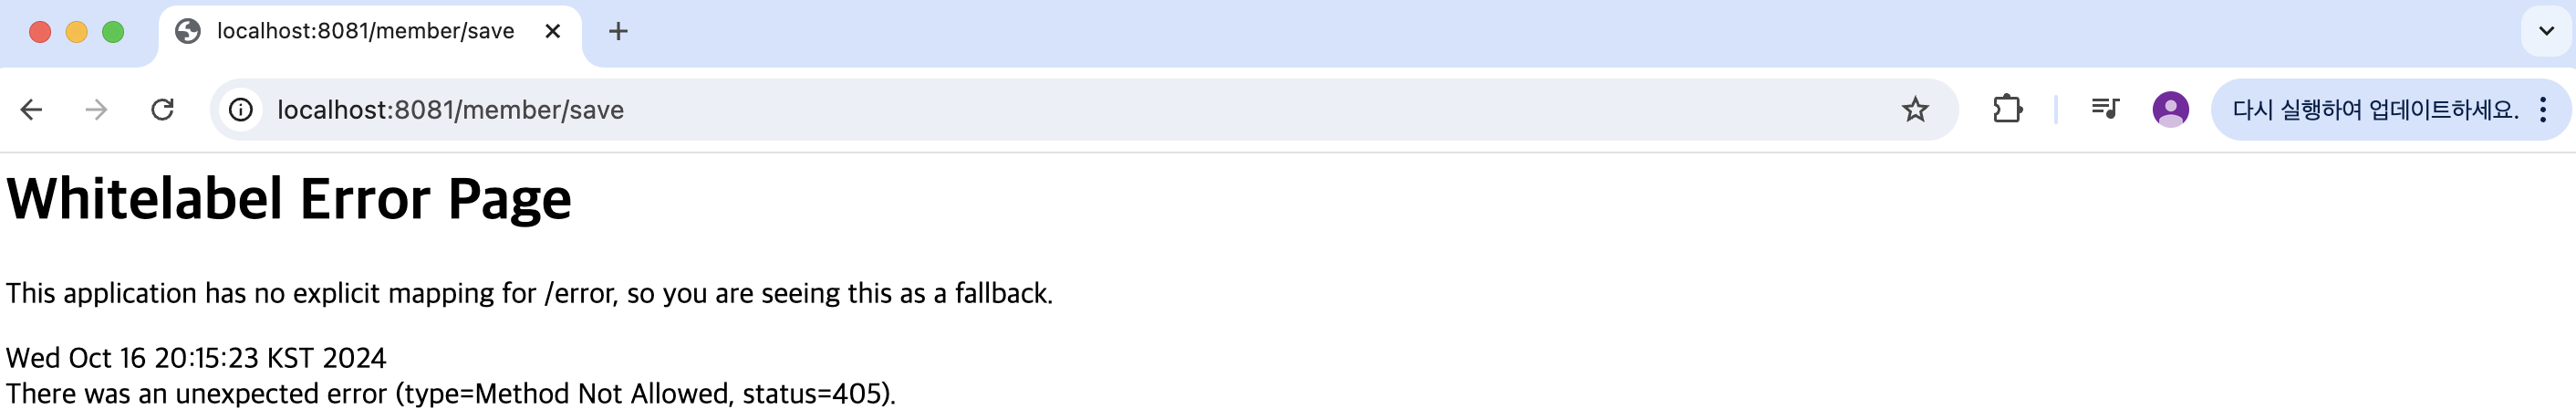 localhost:8081/member/save
localhost:8081/member/save
다시 실행하여 업데이트하세요.
Whitelabel Error Page
This application has no explicit mapping for /error, so you are seeing this as a fallback.
Wed Oct 16 20:15:23 KST 2024
There was an unexpected error (type=Method Not Allowed, status=405).